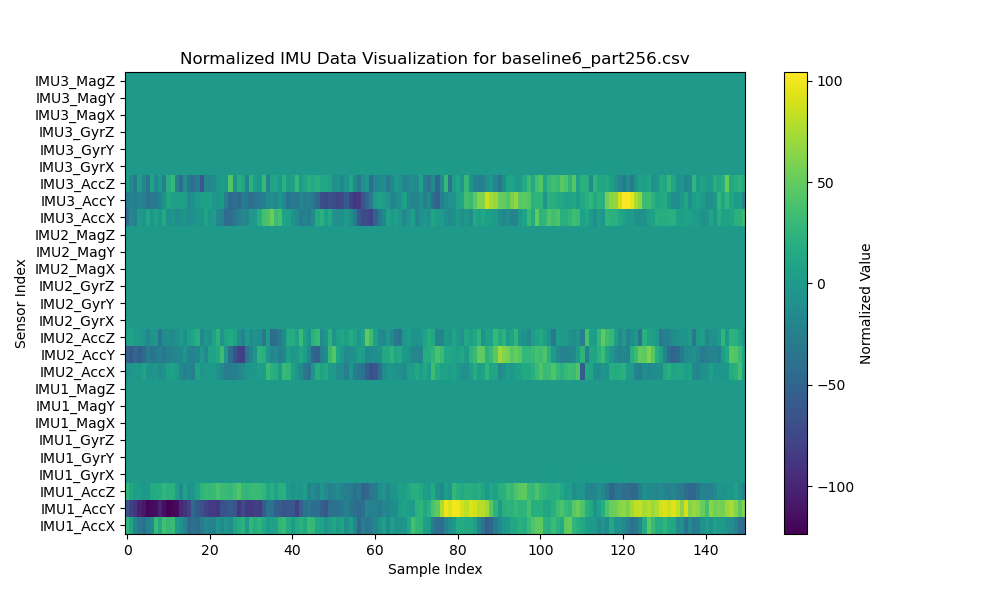 Normalized IMU Data Visualization for baseline6_part256.csv
IMU3_MagZ
IMU3_MagY
IMU3_MagX
IMU3_GyrZ
IMU3_GyrY
IMU3_GyrX
IMU3_AccZ
IMU3_AccY
IMU3_AccX
IMU2_MagZ
IMU2_MagY
IMU2_MagX
IMU2_GyrZ
IMU2_GyrY
IMU2_GyrX
IMU2_AccZ
IMU2_AccY
IMU2_AccX
IMU1_MagZ
IMU1_MagY
IMU1_MagX
IMU1_GyrZ
IMU1_GyrY
IMU1_GyrX
IMU1_AccZ
IMU1_AccY
IMU1_AccX
Sensor Index
0 20 40 60 80 100 120 140
Sample Index
100
50
0
−50
−100
Normalized Value